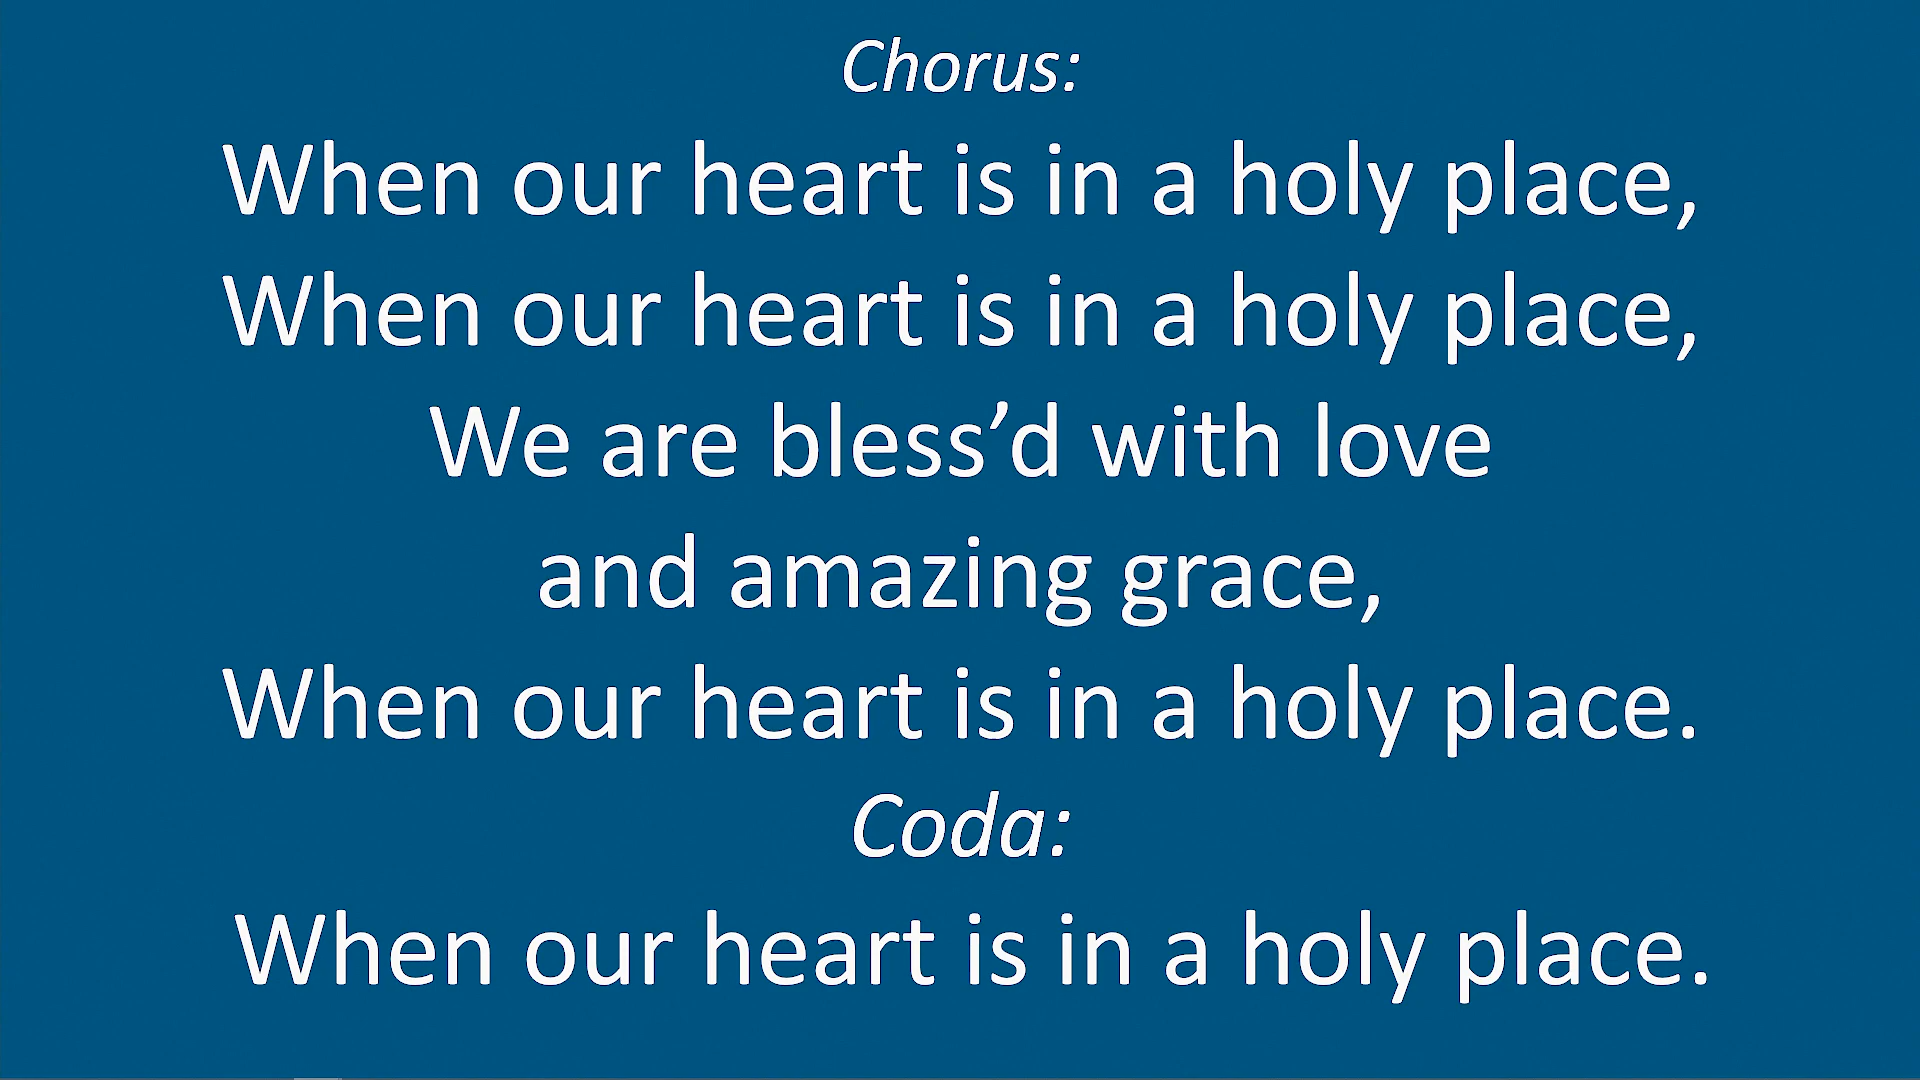 Chorus:
When our heart is in a holy place,
When our heart is in a holy place,
We are bless’d with love
and amazing grace,
When our heart is in a holy place.
Coda:
When our heart is in a holy place.